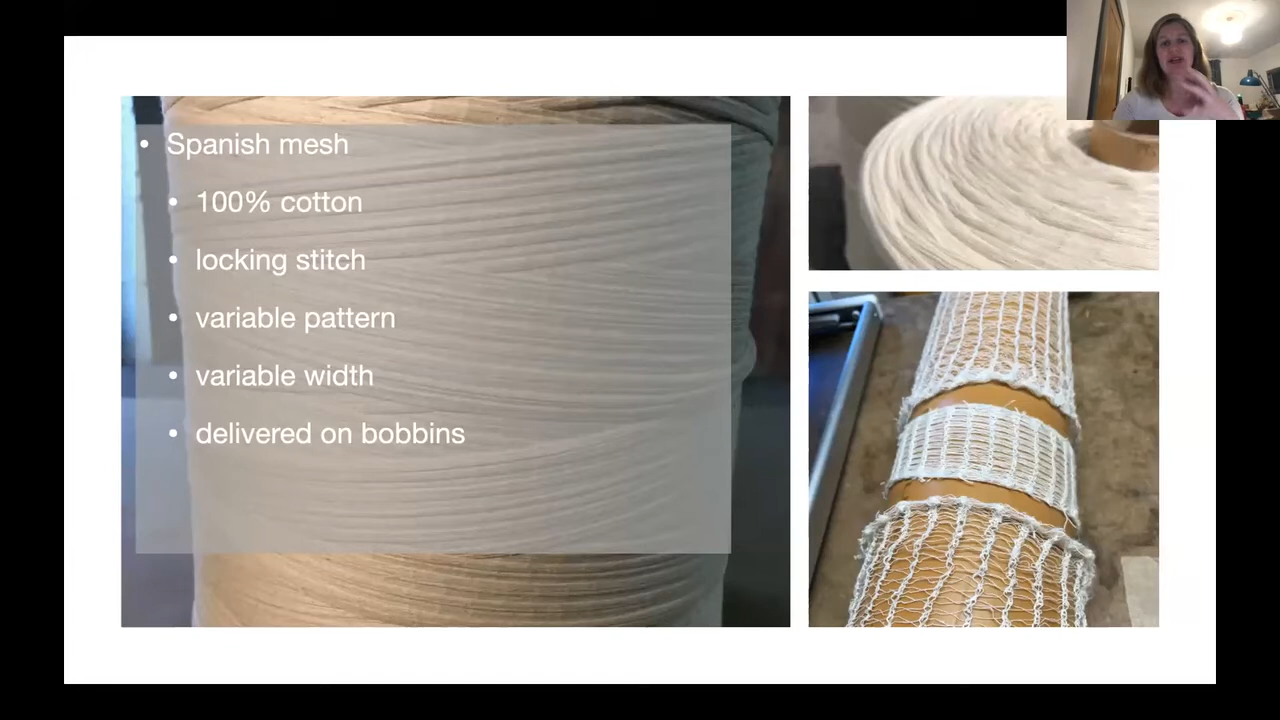 Spanish mesh
100% cotton
locking stitch
variable pattern
variable width
delivered on bobbins